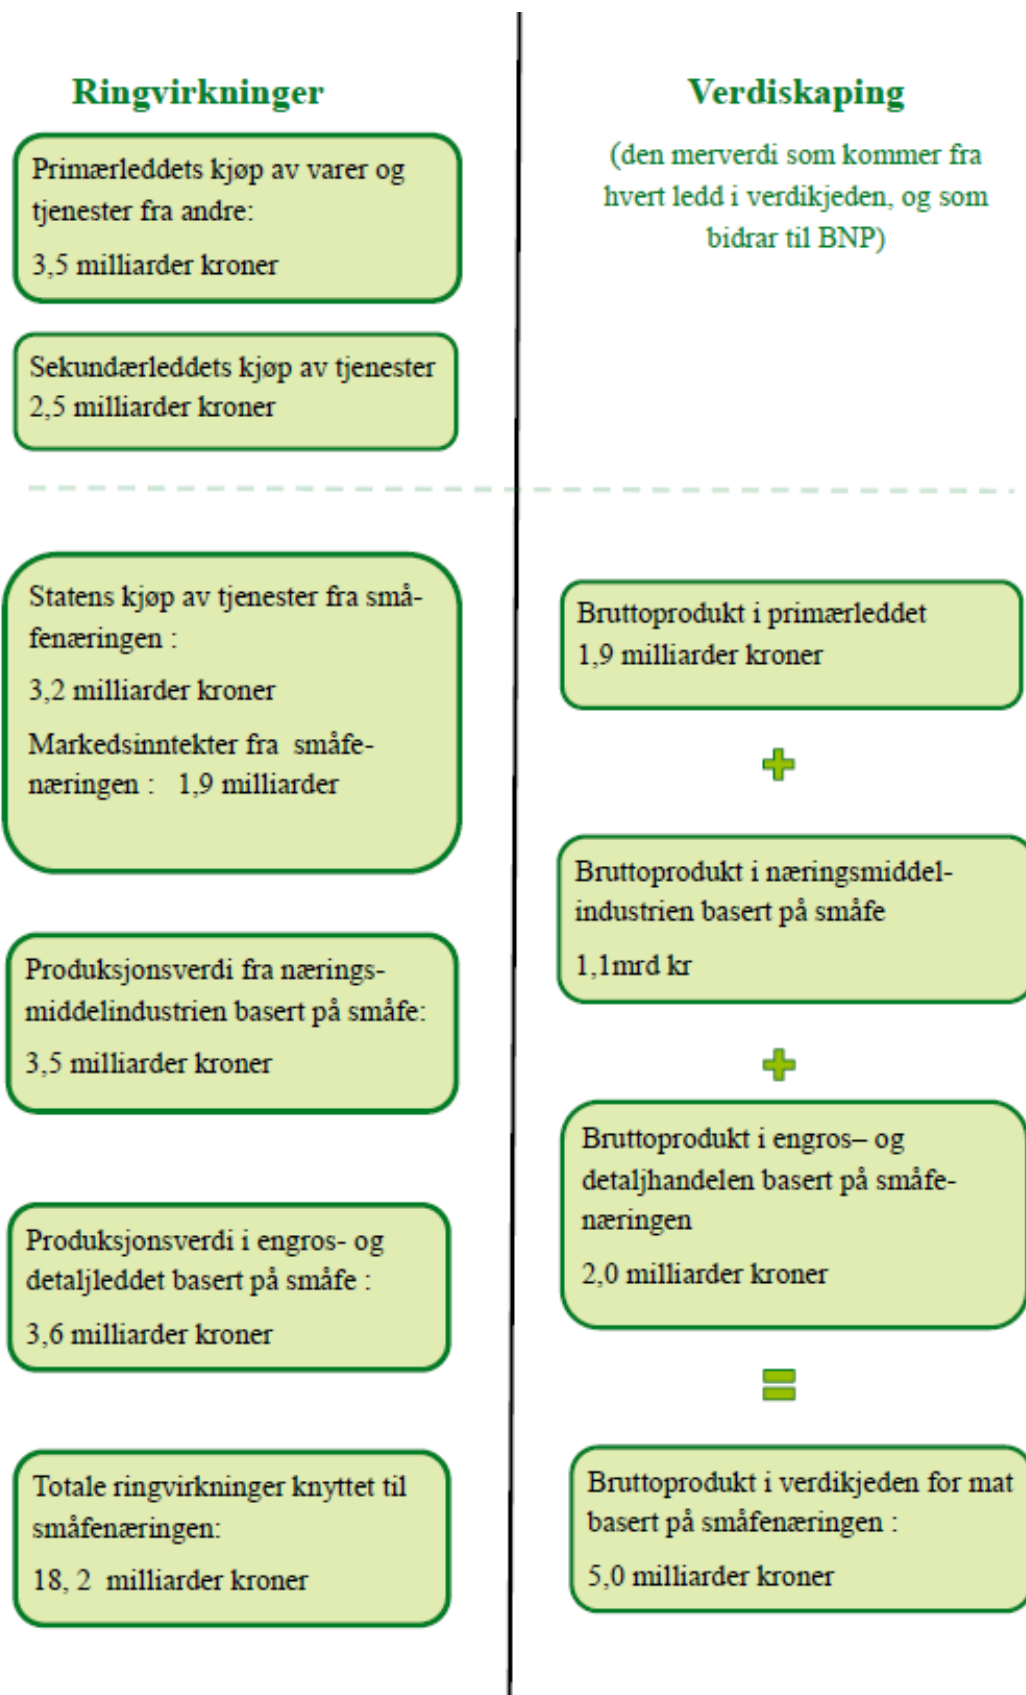 Ringvirkninger
Primærleddets kjøp av varer og
tjenester fra andre:
3,5 milliarder kroner
Sekundærleddets kjøp av tjenester
2,5 milliarder kroner
Statens kjøp av tjenester fra små-
fenæringen :
3,2 milliarder kroner
Markedsinntekter fra småfe-
næringen : 1,9 milliarder
Produksjonsverdi fra nærings-
middelindustrien basert på småfe:
3,5 milliarder kroner
Produksjonsverdi i engros- og
detaljleddet basert på småfe :
3,6 milliarder kroner
Totale ringvirkninger knyttet til
småfenæringen:
18, 2 milliarder kroner
Verdiskaping
(den merverdi som kommer fra
hvert ledd i verdikjeden, og som
bidrar til BNP)
Bruttoprodukt i primærleddet
1,9 milliarder kroner
+
Bruttoprodukt i næringsmiddel-
industrien basert på småfe
1,1mrd kr
+
Bruttoprodukt i engros– og
detaljhandelen basert på småfe-
næringen
2,0 milliarder kroner
=
Bruttoprodukt i verdikjeden for mat
basert på småfenæringen :
5,0 milliarder kroner